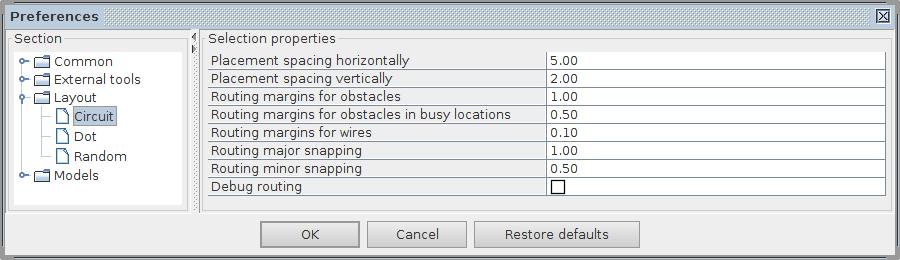 Preferences
Section
Common
External tools
Layout
Circuit
Dot
Random
Models
Selection properties
Placement spacing horizontally 5.00
Placement spacing vertically 2.00
Routing margins for obstacles 1.00
Routing margins for obstacles in busy locations 0.50
Routing margins for wires 0.10
Routing major snapping 1.00
Routing minor snapping 0.50
Debug routing
OK Cancel Restore defaults